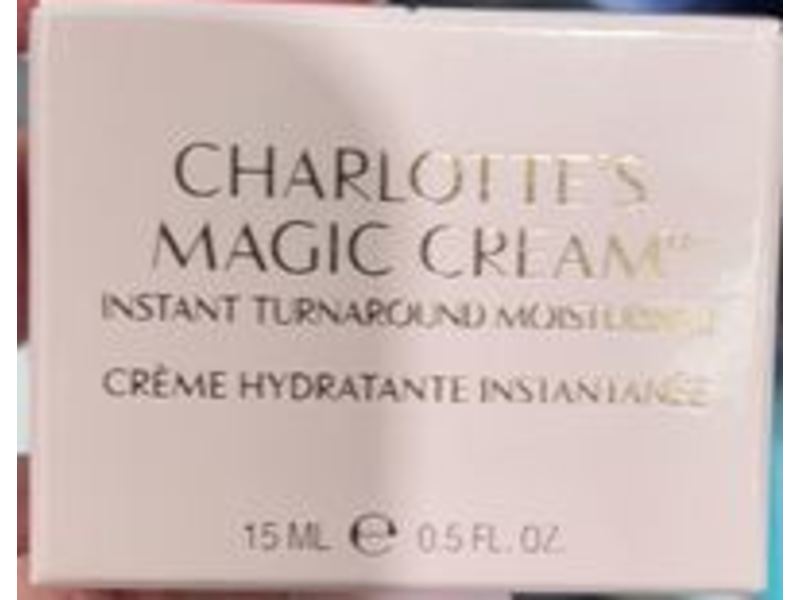 CHARLOTTE'S
MAGIC CREAM
INSTANT TURNAROUND MOISTURISER
CRÈME HYDRATANTE INSTANTANÉE
15 ML ℮ 0.5 FL. OZ.